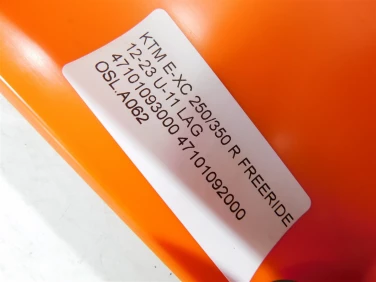 KTM E-XC 250/350 R FREERIDE
12-23 U-11 LAG
47101093000 47101092000
OSL.A062